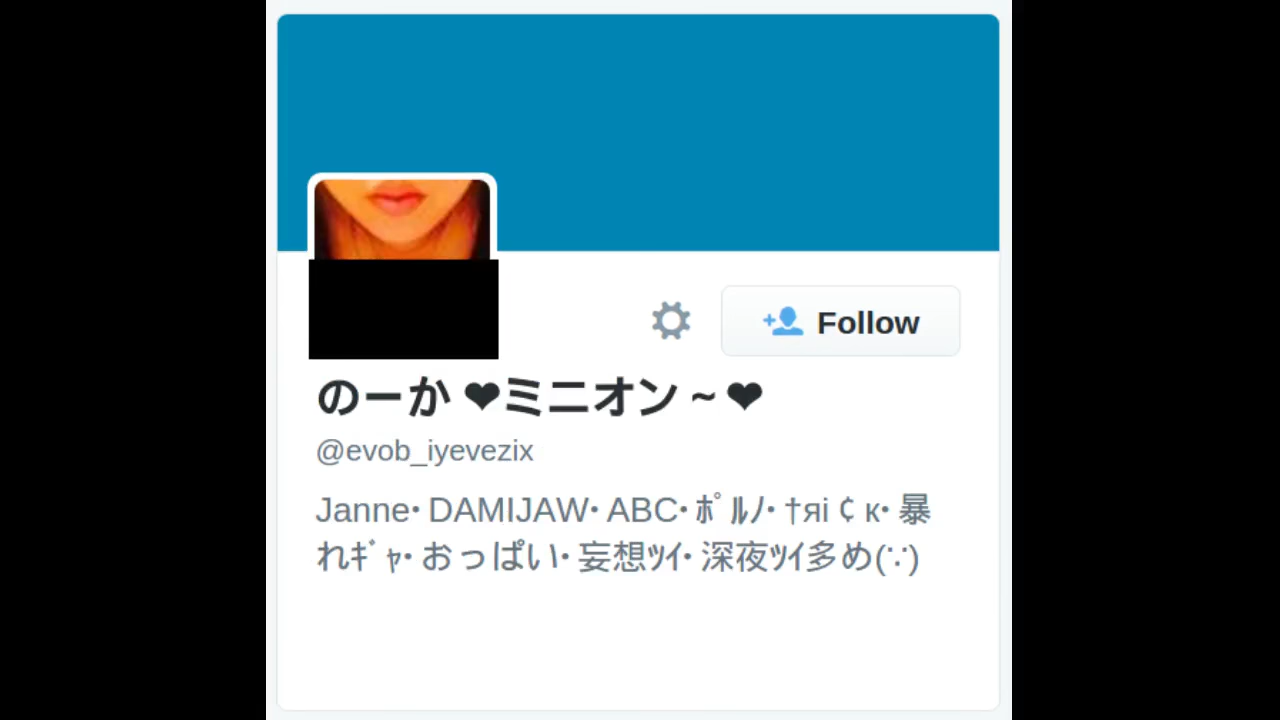 Follow
のーか ❤ミニオン ~ ❤
@evob_iyevezix
Janne• DAMIJAW• ABC• ﾎﾟﾙﾉ• †яi￠к• 暴
れｷﾞｬ• おっぱい• 妄想ﾂｲ• 深夜ﾂｲ多め(∵)